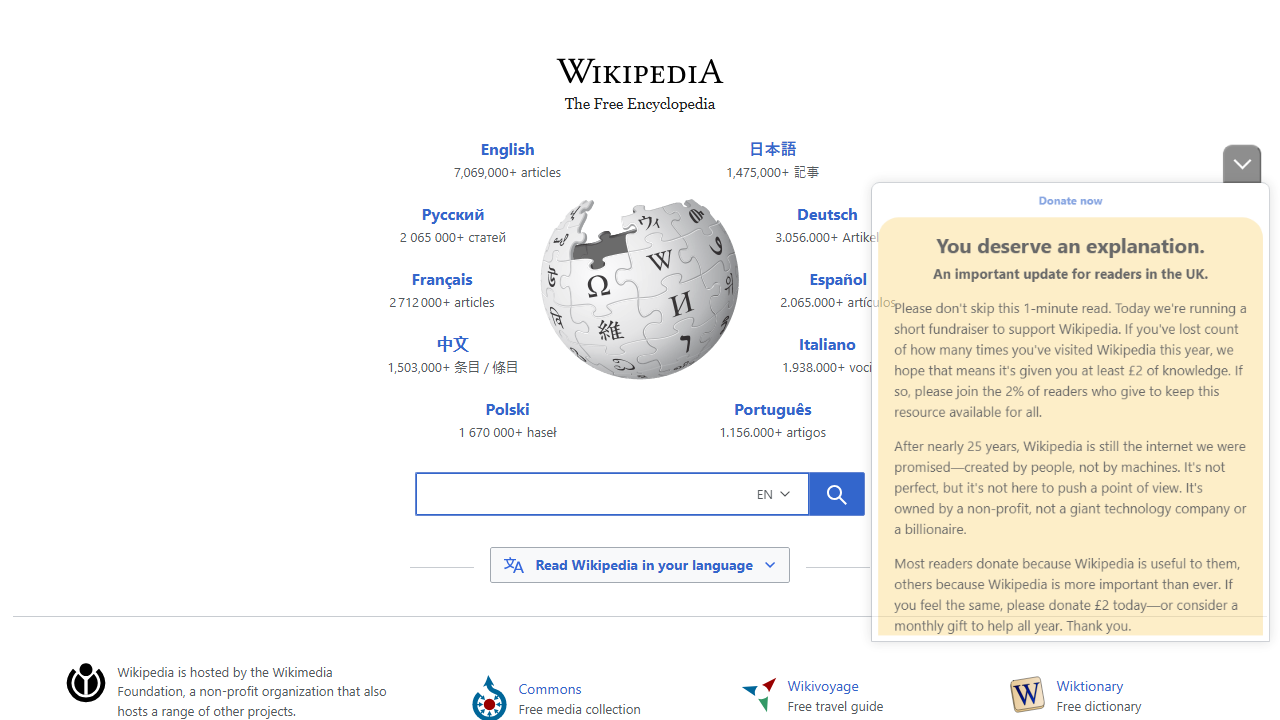 WIKIPEDIA
The Free Encyclopedia
English
7,069,000+ articles
日本語
1,475,000+ 記事
Русский
2 065 000+ статей
Deutsch
3.056.000+ Artikel
Français
2 712 000+ articles
Español
2.065.000+ artículos
中文
1,503,000+ 条目 / 條目
Italiano
1.938.000+ voci
Polski
1 670 000+ haseł
Português
1.156.000+ artigos
Ω
W
И
維
ウィ
EN
Read Wikipedia in your language
Donate now
You deserve an explanation.
An important update for readers in the UK.
Please don't skip this 1-minute read. Today we're running a
short fundraiser to support Wikipedia. If you've lost count
of how many times you've visited Wikipedia this year, we
hope that means it's given you at least £2 of knowledge. If
so, please join the 2% of readers who give to keep this
resource available for all.
After nearly 25 years, Wikipedia is still the internet we were
promised—created by people, not by machines. It's not
perfect, but it's not here to push a point of view. It's
owned by a non-profit, not a giant technology company or
a billionaire.
Most readers donate because Wikipedia is useful to them,
others because Wikipedia is more important than ever. If
you feel the same, please donate £2 today—or consider a
monthly gift to help all year. Thank you.
Wikipedia is hosted by the Wikimedia
Foundation, a non-profit organization that also
hosts a range of other projects.
Commons
Free media collection
Wikivoyage
Free travel guide
W
Wiktionary
Free dictionary